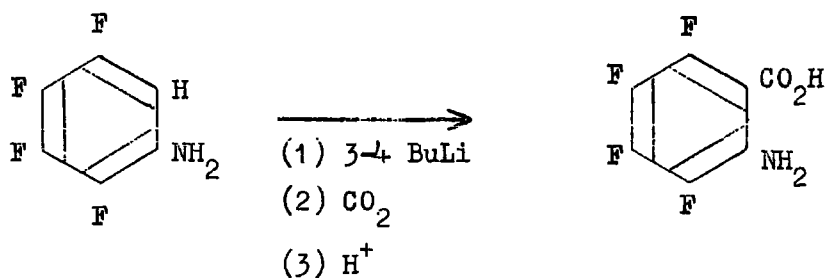 F
F
F
F
H
NH₂
(1) 3-4 BuLi
(2) CO₂
(3) H⁺
F
F
F
F
CO₂H
NH₂